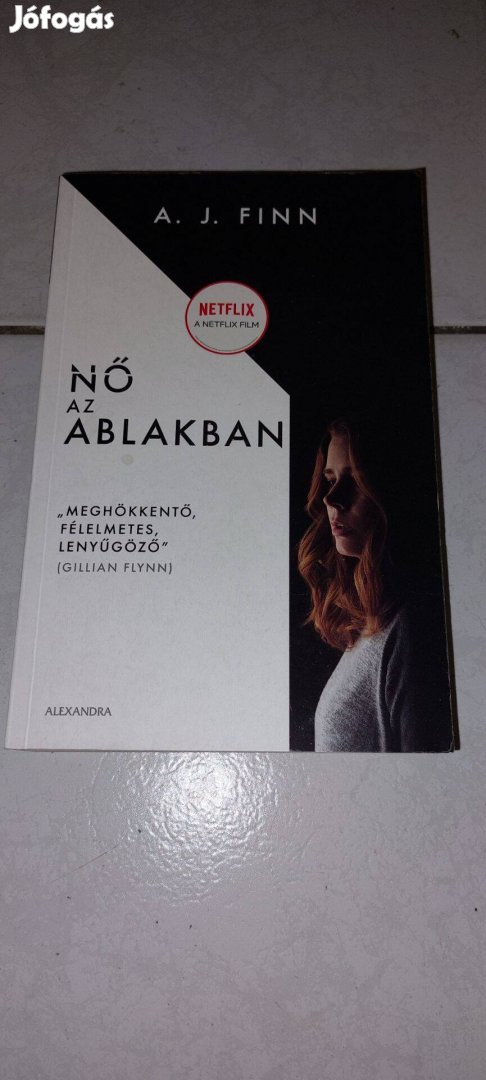 Jófogás
A. J. FINN
NETFLIX
A NETFLIX FILM
NŐ
AZ
ABLAKBAN
„MEGHÖKKENTŐ,
FÉLELMETES,
LENYŰGÖZŐ”
(GILLIAN FLYNN)
ALEXANDRA